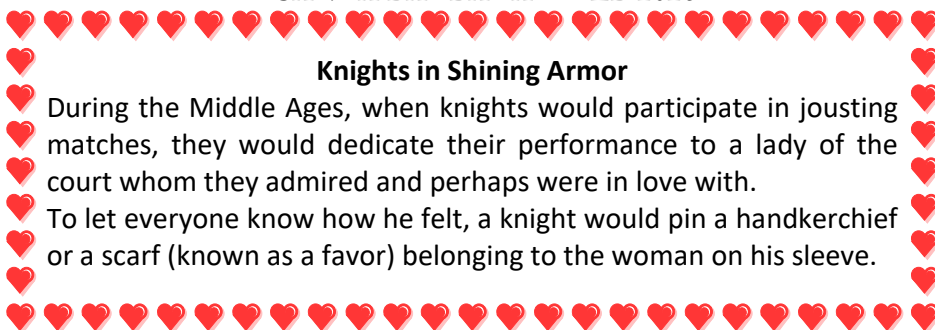 Knights in Shining Armor
During the Middle Ages, when knights would participate in jousting
matches, they would dedicate their performance to a lady of the
court whom they admired and perhaps were in love with.
To let everyone know how he felt, a knight would pin a handkerchief
or a scarf (known as a favor) belonging to the woman on his sleeve.